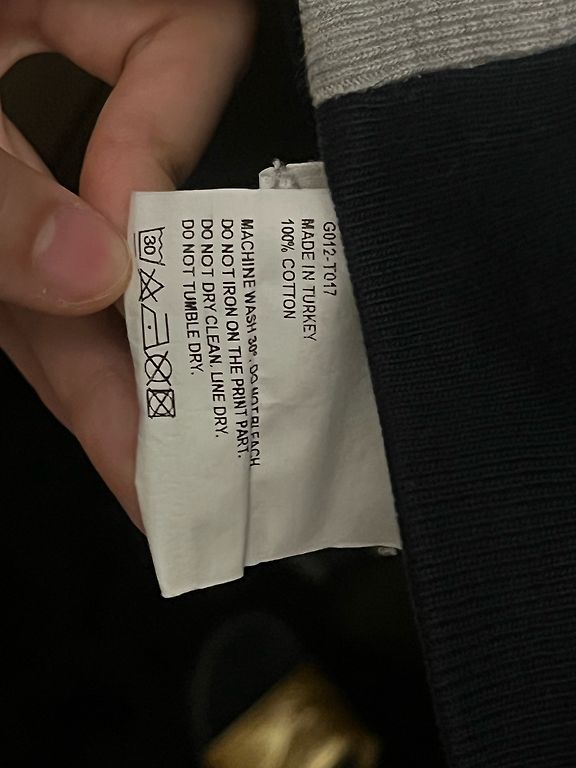 G012-T017
MADE IN TURKEY
100% COTTON
MACHINE WASH 30°. DO NOT BLEACH
DO NOT IRON ON THE PRINT PART.
DO NOT DRY CLEAN. LINE DRY.
DO NOT TUMBLE DRY.
30